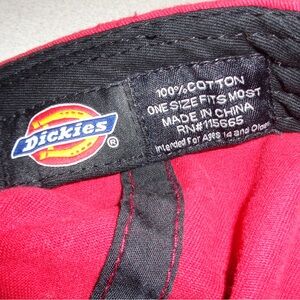 Dickies
®
100% COTTON
ONE SIZE FITS MOST
MADE IN CHINA
RN#115665
Intended For Ages 14 and Older